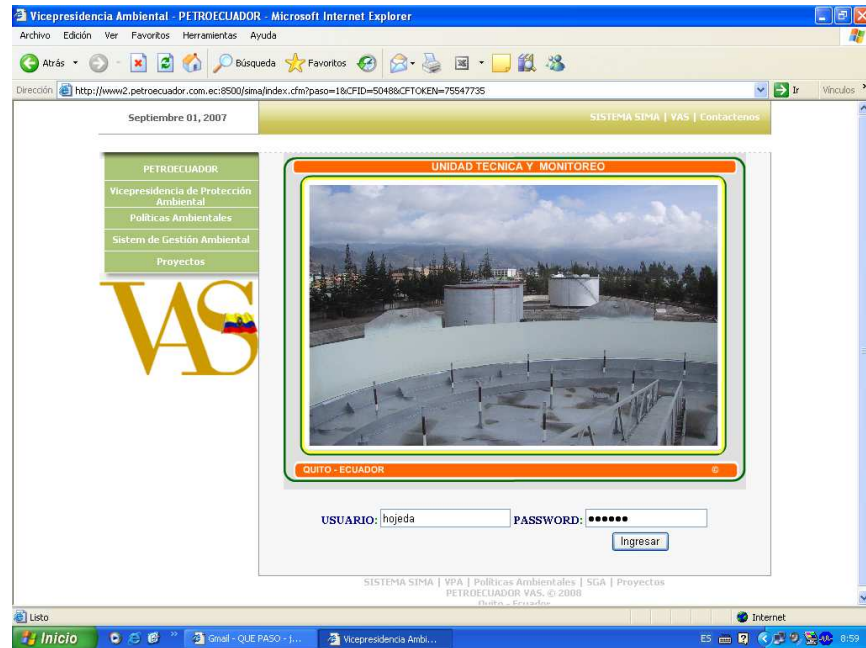 Vicepresidencia Ambiental - PETROECUADOR - Microsoft Internet Explorer
Archivo Edición Ver Favoritos Herramientas Ayuda
Atrás Búsqueda Favoritos
Dirección http://www2.petroecuador.com.ec:8500/sima/index.cfm?paso=1&CFID=5048&CFTOKEN=75547735 Ir Vínculos
Septiembre 01, 2007 SISTEMA SIMA | VAS | Contactenos
PETROECUADOR
Vicepresidencia de Protección
Ambiental
Políticas Ambientales
Sistem de Gestión Ambiental
Proyectos
VAS
UNIDAD TECNICA Y MONITOREO
QUITO - ECUADOR ©
USUARIO: hojeda PASSWORD: ●●●●●●
Ingresar
SISTEMA SIMA | VPA | Políticas Ambientales | SGA | Proyectos
PETROECUADOR VAS. © 2008
Quito - Ecuador
Listo Internet
Inicio Gmail - QUE PASO - j... Vicepresidencia Ambi... ES 8:59